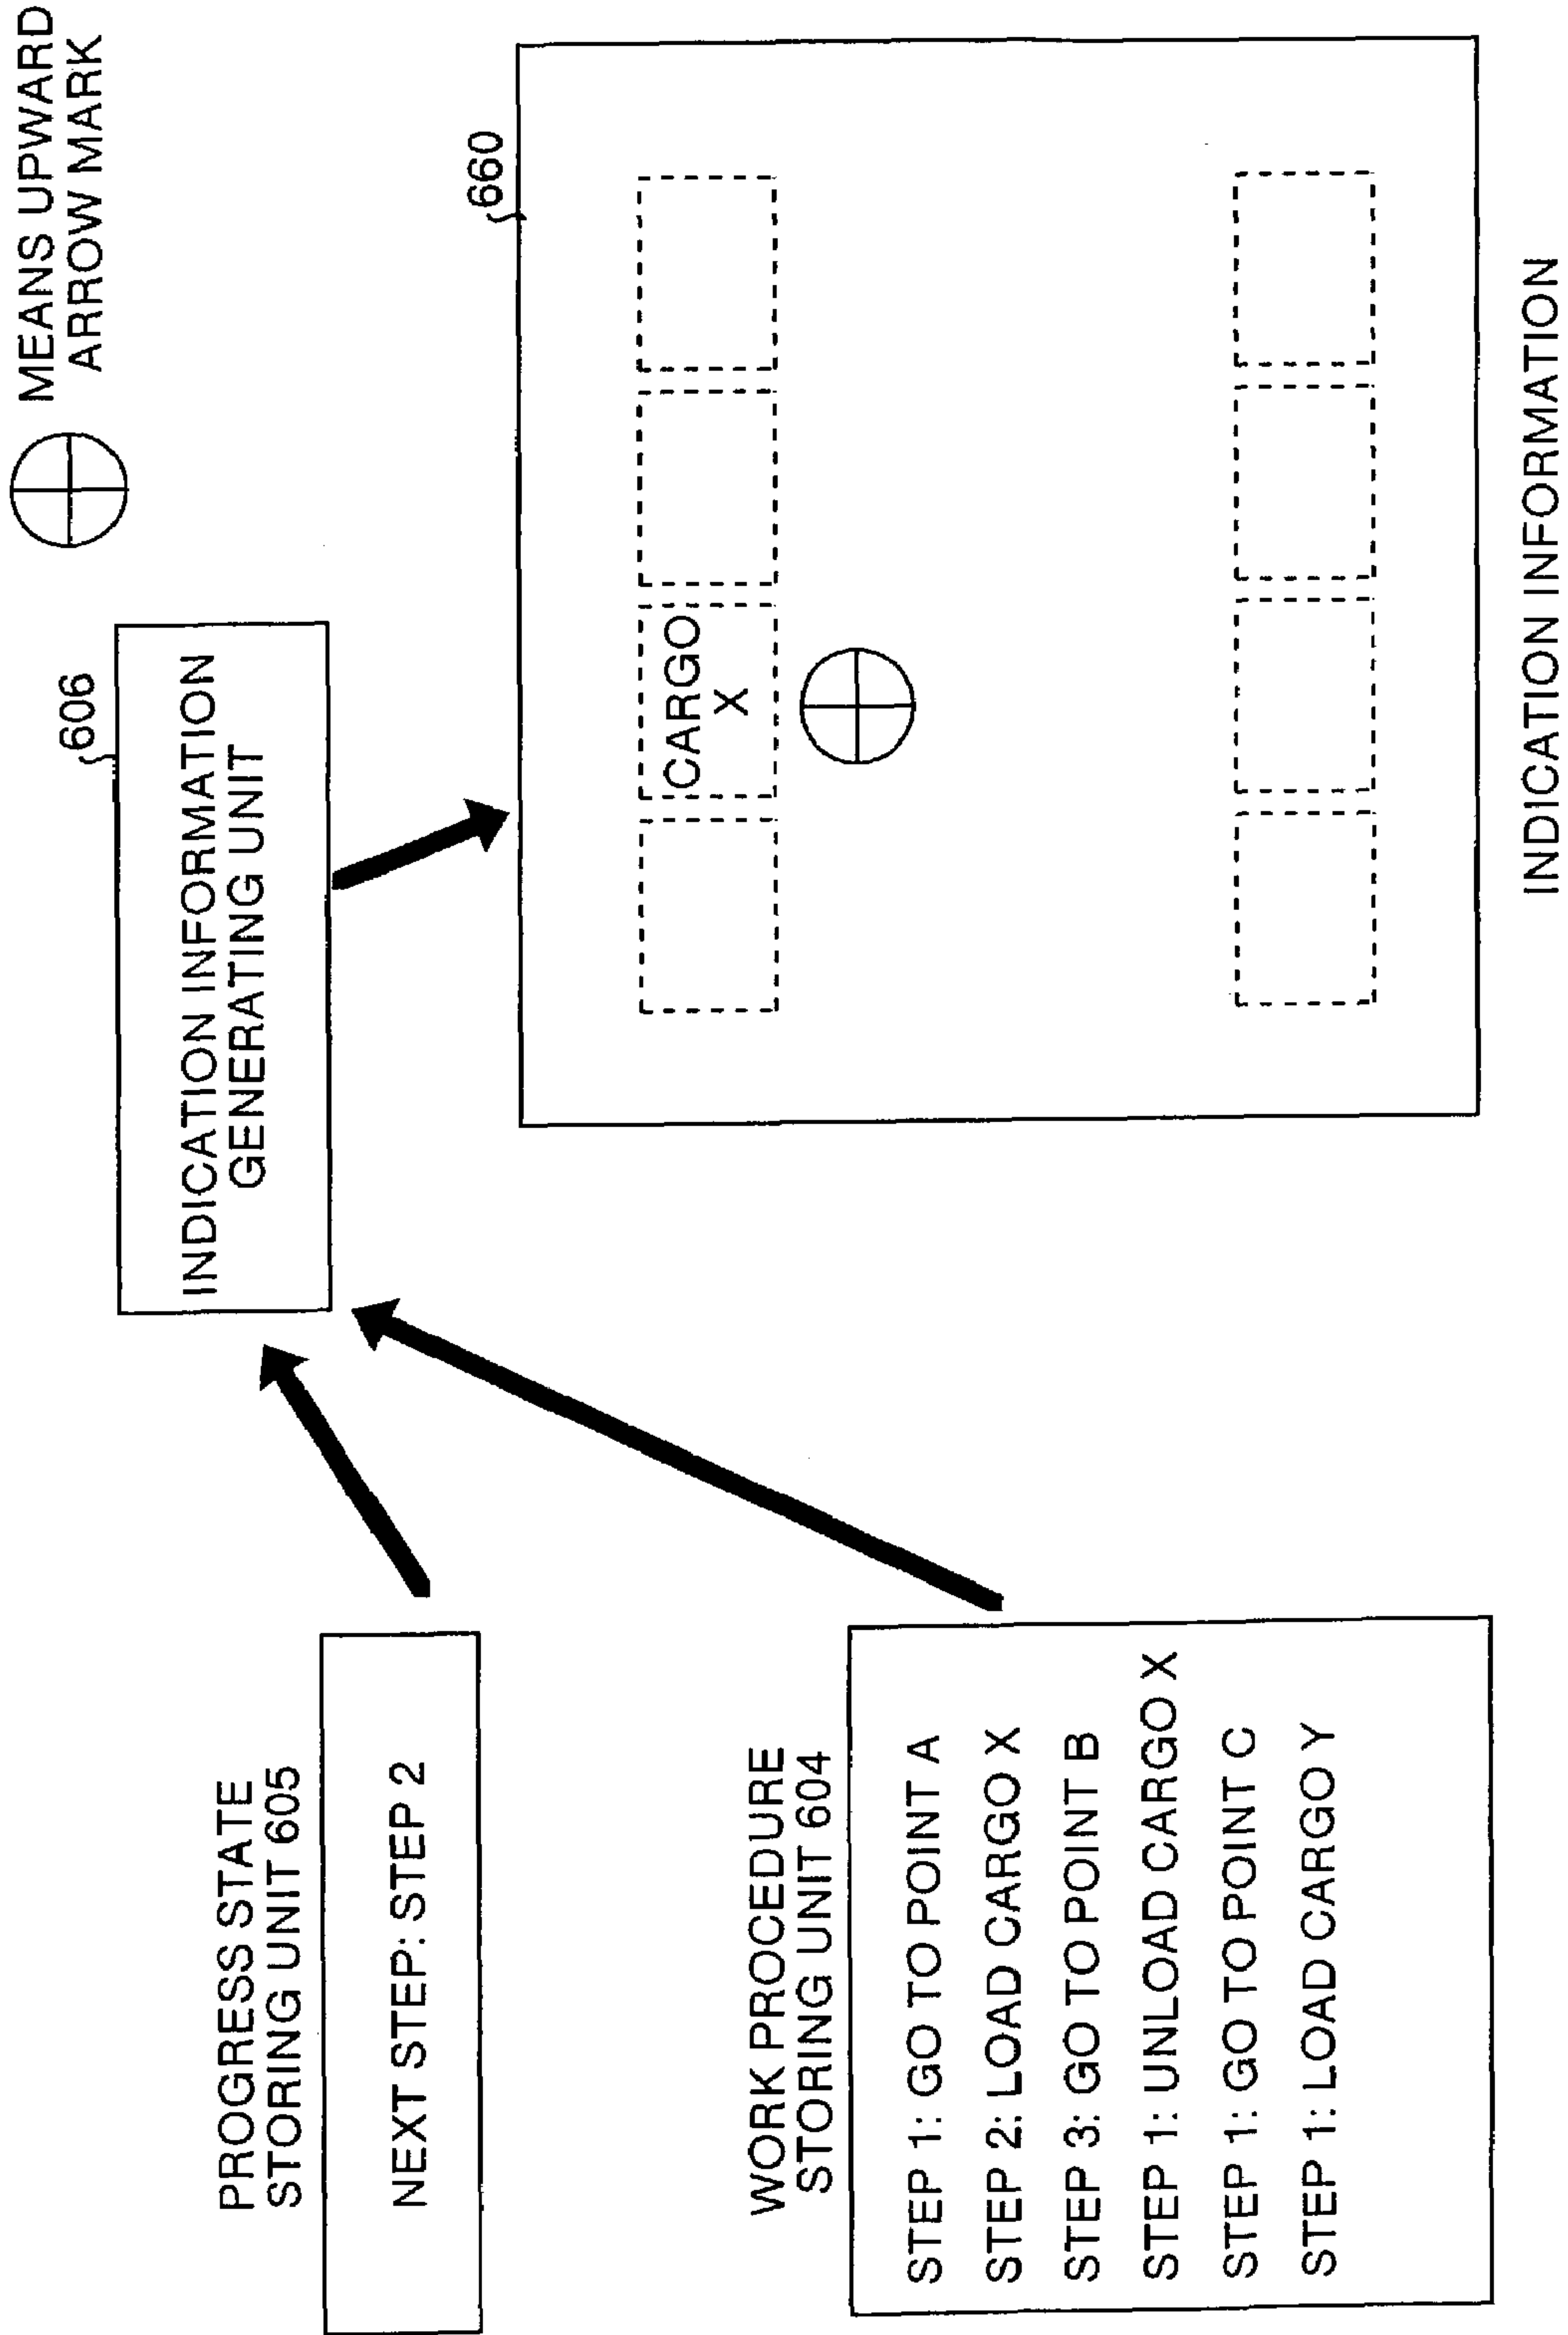 MEANS UPWARD
ARROW MARK
606
INDICATION INFORMATION
GENERATING UNIT
PROGRESS STATE
STORING UNIT 605
NEXT STEP: STEP 2
660
CARGO
X
WORK PROCEDURE
STORING UNIT 604
STEP 1: GO TO POINT A
STEP 2: LOAD CARGO X
STEP 3: GO TO POINT B
STEP 1: UNLOAD CARGO X
STEP 1: GO TO POINT C
STEP 1: LOAD CARGO Y
INDICATION INFORMATION